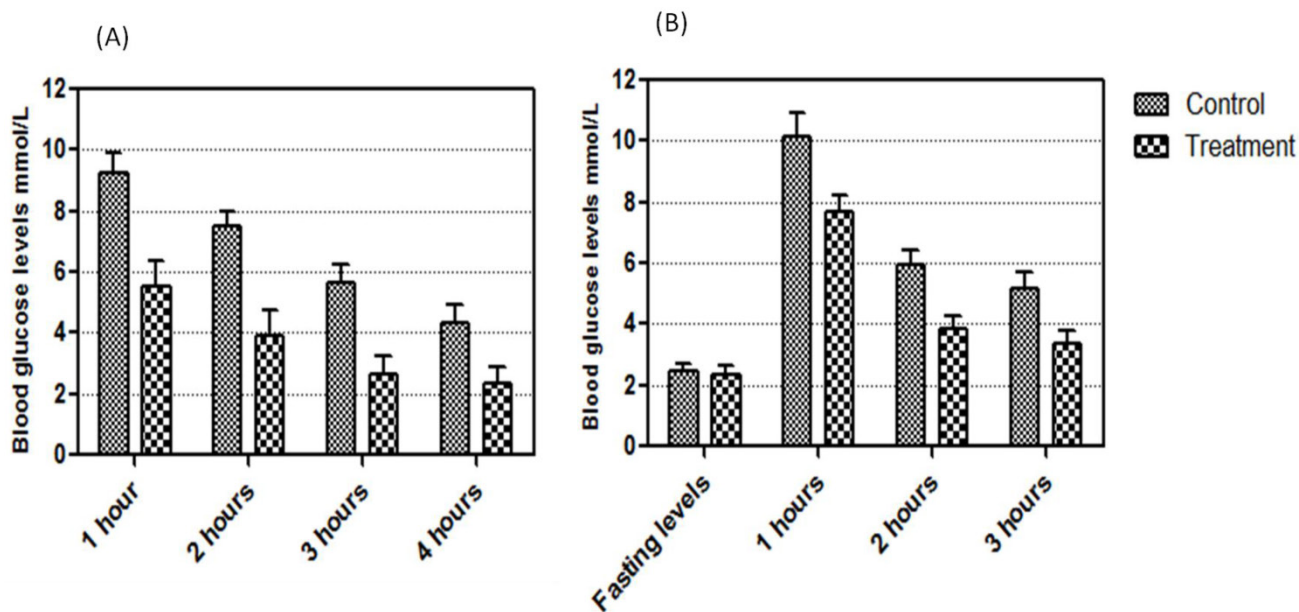 (A)
Blood glucose levels mmol/L
12
10
8
6
4
2
0
1 hour
2 hours
3 hours
4 hours
(B)
Blood glucose levels mmol/L
12
10
8
6
4
2
0
Fasting levels
1 hours
2 hours
3 hours
Control
Treatment